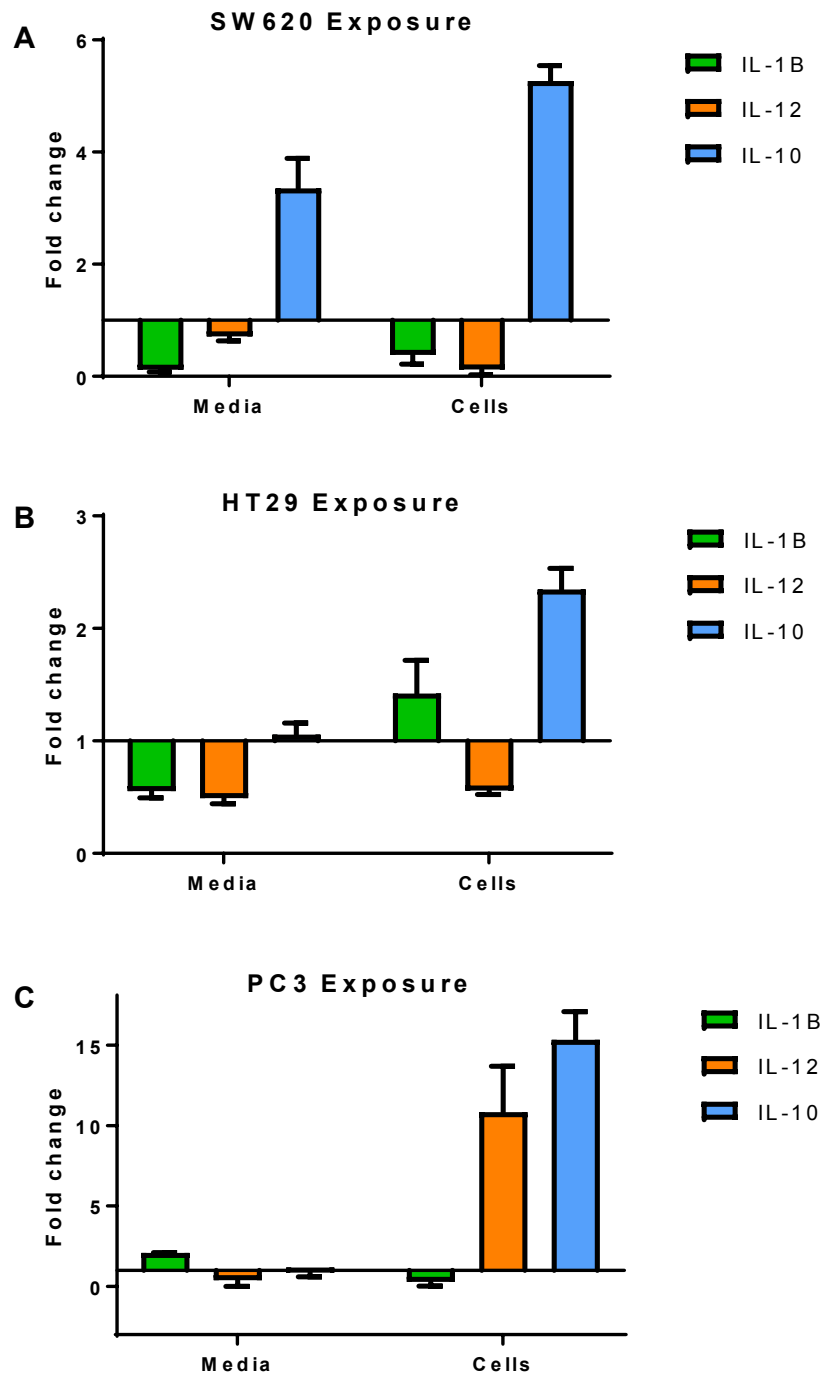 A
SW620 Exposure
Fold change
6
4
2
0
Media
Cells
IL-1B
IL-12
IL-10
B
HT29 Exposure
Fold change
3
2
1
0
Media
Cells
IL-1B
IL-12
IL-10
C
PC3 Exposure
Fold change
15
10
5
0
Media
Cells
IL-1B
IL-12
IL-10